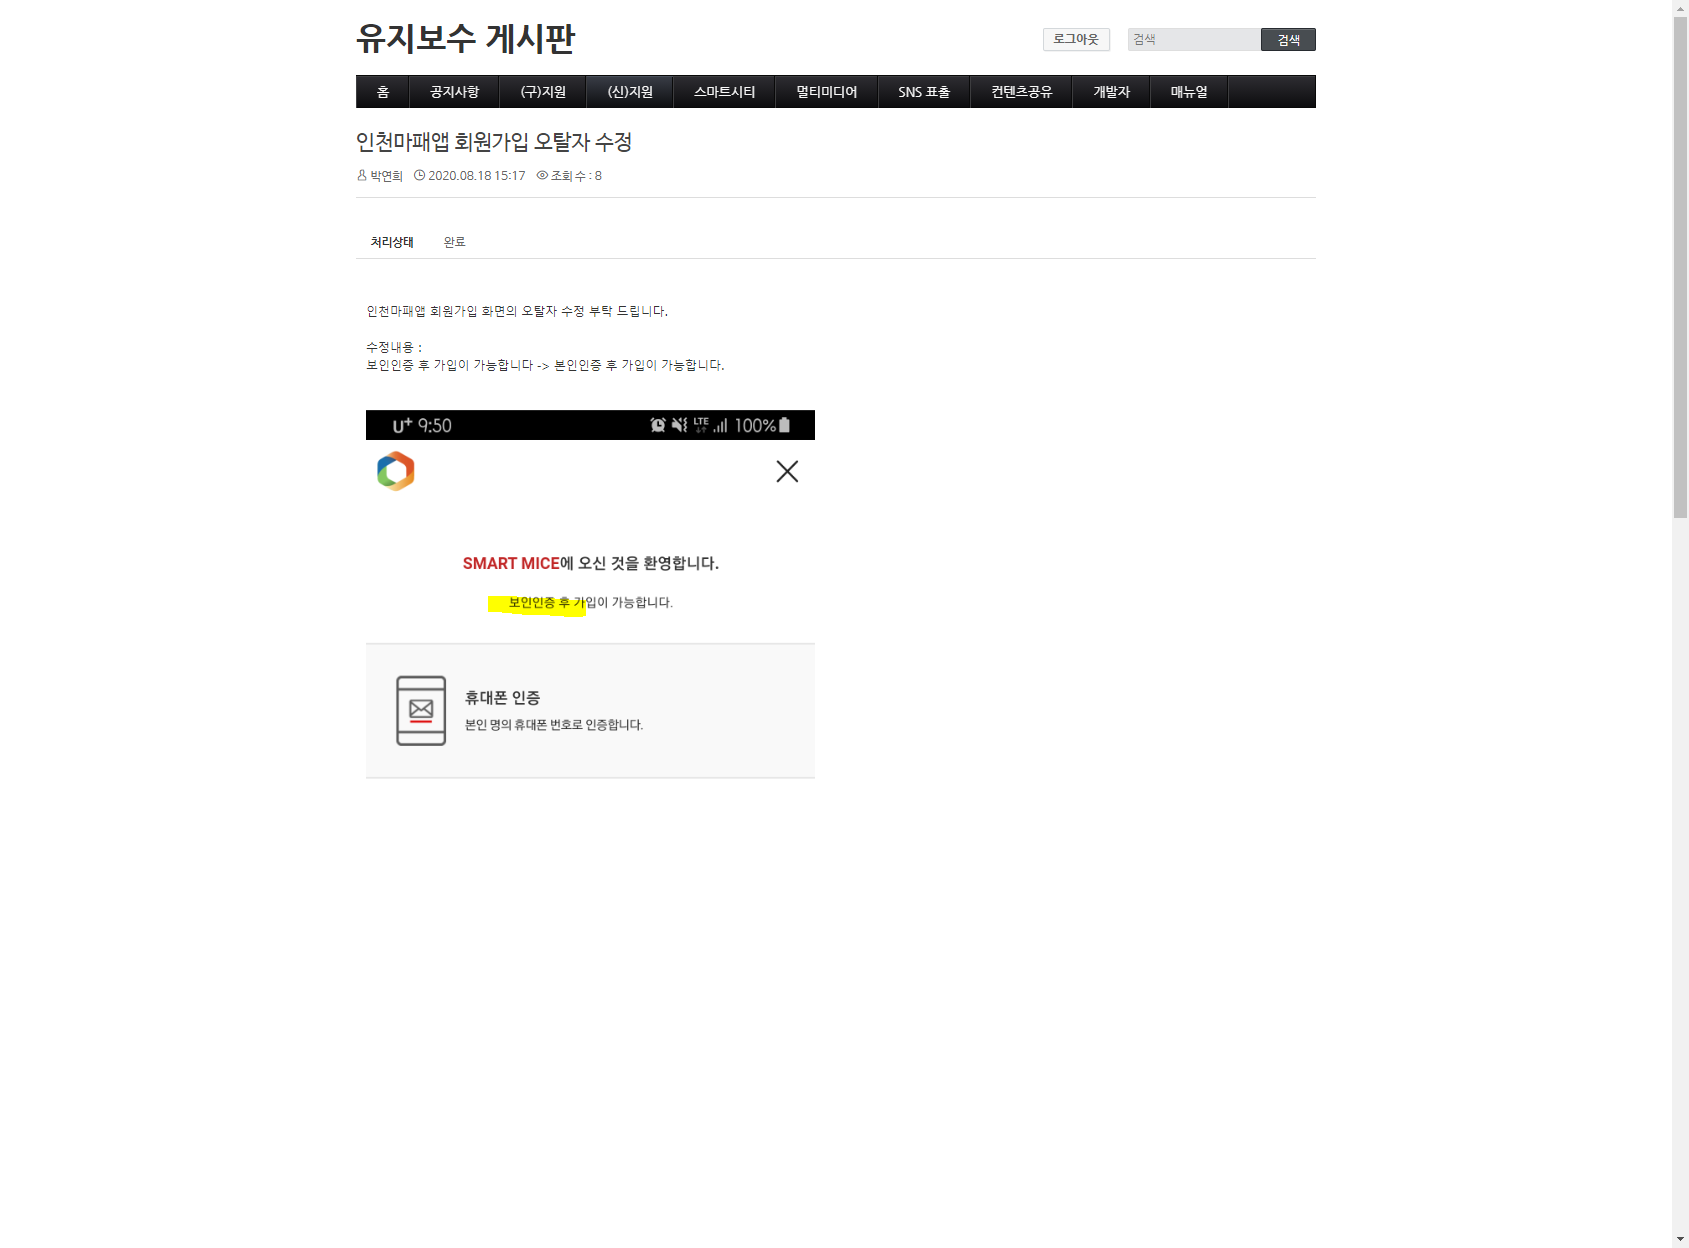 유지보수 게시판
로그아웃 검색 검색
홈 공지사항 (구)지원 (신)지원 스마트시티 멀티미디어 SNS 표출 컨텐츠공유 개발자 매뉴얼
인천마패앱 회원가입 오탈자 수정
박연희 2020.08.18 15:17 조회 수 : 8
처리상태 완료
인천마패앱 회원가입 화면의 오탈자 수정 부탁 드립니다.
수정내용 :
보인인증 후 가입이 가능합니다 -> 본인인증 후 가입이 가능합니다.
U+ 9:50 LTE 100%
SMART MICE에 오신 것을 환영합니다.
보인인증 후 가입이 가능합니다.
휴대폰 인증
본인 명의 휴대폰 번호로 인증합니다.